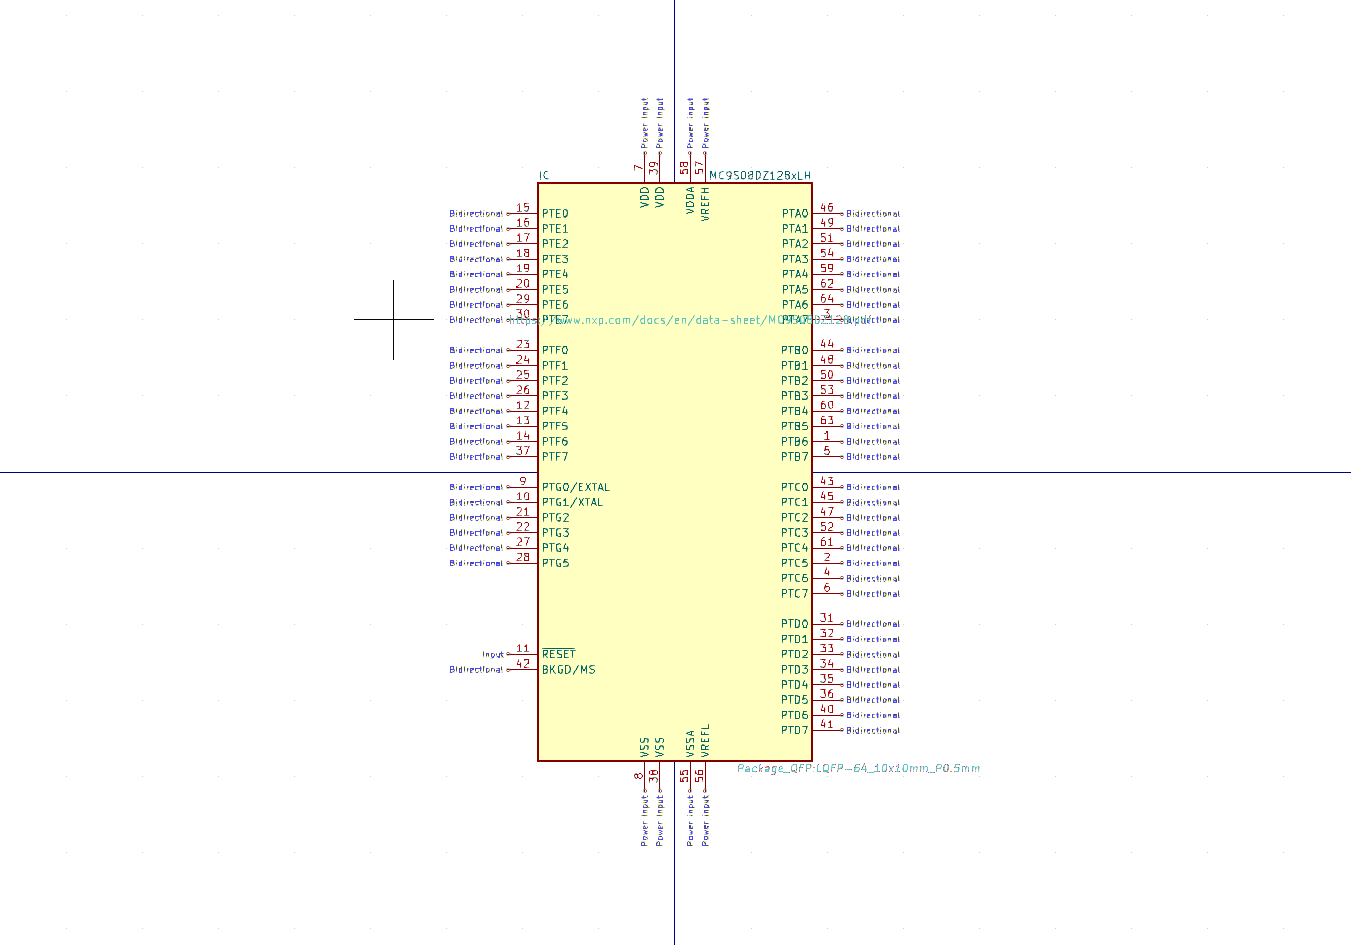 Power Input
Power Input
Power Input
Power Input
7
39
58
57
IC
MC9S08DZ128xLH
VDD
VDD
VDDA
VREFH
Bidirectional 15 PTE0 PTA0 46 Bidirectional
Bidirectional 16 PTE1 PTA1 49 Bidirectional
Bidirectional 17 PTE2 PTA2 51 Bidirectional
Bidirectional 18 PTE3 PTA3 54 Bidirectional
Bidirectional 19 PTE4 PTA4 59 Bidirectional
Bidirectional 20 PTE5 PTA5 62 Bidirectional
Bidirectional 29 PTE6 PTA6 64 Bidirectional
Bidirectional 30 PTE7 PTA7 3 Bidirectional
https://www.nxp.com/docs/en/data-sheet/MC9S08DZ128.pdf
Bidirectional 23 PTF0 PTB0 44 Bidirectional
Bidirectional 24 PTF1 PTB1 48 Bidirectional
Bidirectional 25 PTF2 PTB2 50 Bidirectional
Bidirectional 26 PTF3 PTB3 53 Bidirectional
Bidirectional 12 PTF4 PTB4 60 Bidirectional
Bidirectional 13 PTF5 PTB5 63 Bidirectional
Bidirectional 14 PTF6 PTB6 1 Bidirectional
Bidirectional 37 PTF7 PTB7 5 Bidirectional
Bidirectional 9 PTG0/EXTAL PTC0 43 Bidirectional
Bidirectional 10 PTG1/XTAL PTC1 45 Bidirectional
Bidirectional 21 PTG2 PTC2 47 Bidirectional
Bidirectional 22 PTG3 PTC3 52 Bidirectional
Bidirectional 27 PTG4 PTC4 61 Bidirectional
Bidirectional 28 PTG5 PTC5 2 Bidirectional
PTC6 4 Bidirectional
PTC7 6 Bidirectional
PTD0 31 Bidirectional
PTD1 32 Bidirectional
Input 11 RESET PTD2 33 Bidirectional
Bidirectional 42 BKGD/MS PTD3 34 Bidirectional
PTD4 35 Bidirectional
PTD5 36 Bidirectional
PTD6 40 Bidirectional
PTD7 41 Bidirectional
VSS
VSS
VSSA
VREFL
Package_QFP:LQFP-64_10x10mm_P0.5mm
8
38
55
56
Power Input
Power Input
Power Input
Power Input